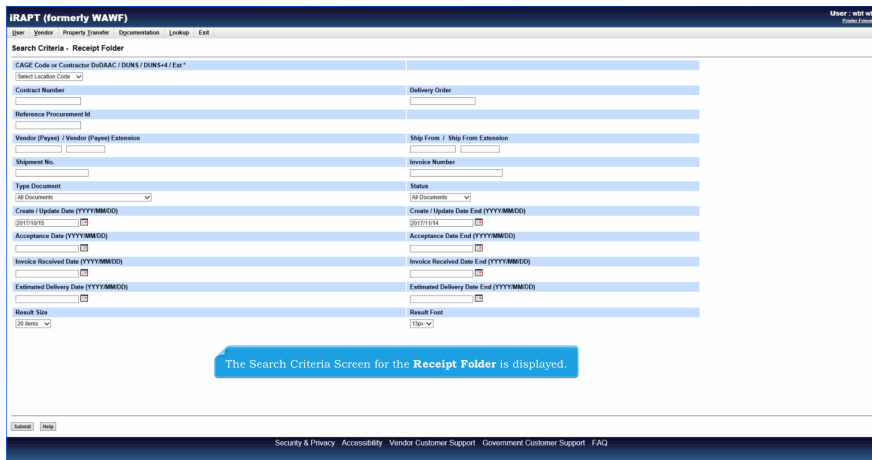 iRAPT (formerly WAWF)
User : wbt
Printer Friend
User Vendor Property Transfer Documentation Lookup Exit
Search Criteria - Receipt Folder
CAGE Code or Contractor DoDAAC / DUNS / DUNS+4 / Ext *
Select Location Code
Contract Number
Delivery Order
Reference Procurement Id
Vendor (Payee) / Vendor (Payee) Extension
Ship From / Ship From Extension
Shipment No.
Invoice Number
Type Document
Status
All Documents
All Documents
Create / Update Date (YYYY/MM/DD)
Create / Update Date End (YYYY/MM/DD)
2017/10/15
2017/11/14
Acceptance Date (YYYY/MM/DD)
Acceptance Date End (YYYY/MM/DD)
Invoice Received Date (YYYY/MM/DD)
Invoice Received Date End (YYYY/MM/DD)
Estimated Delivery Date (YYYY/MM/DD)
Estimated Delivery Date End (YYYY/MM/DD)
Result Size
Result Font
20 items
13px
The Search Criteria Screen for the Receipt Folder is displayed.
Submit Help
Security & Privacy Accessibility Vendor Customer Support Government Customer Support FAQ